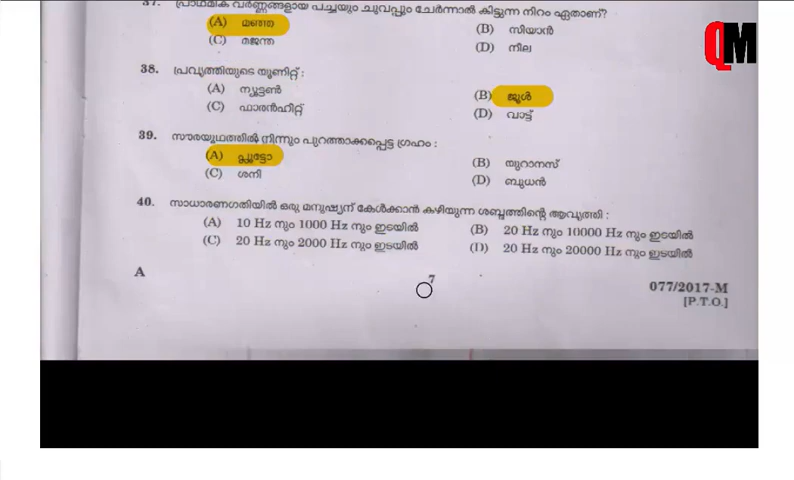 37. പ്രാഥമിക വർണ്ണങ്ങളായ പച്ചയും ചുവപ്പും ചേർന്നാൽ കിട്ടുന്ന നിറം ഏതാണ്?
(A) മഞ്ഞ (B) സിയാൻ
(C) മജന്ത (D) നീല
38. പ്രവൃത്തിയുടെ യൂണിറ്റ് :
(A) ന്യൂട്ടൺ (B) ജൂൾ
(C) ഫാരൻഹീറ്റ് (D) വാട്ട്
39. സൗരയൂഥത്തിൽ നിന്നും പുറത്താക്കപ്പെട്ട ഗ്രഹം :
(A) പ്ലൂട്ടോ (B) യുറാനസ്
(C) ശനി (D) ബുധൻ
40. സാധാരണഗതിയിൽ ഒരു മനുഷ്യന് കേൾക്കാൻ കഴിയുന്ന ശബ്ദത്തിന്റെ ആവൃത്തി :
(A) 10 Hz നും 1000 Hz നും ഇടയിൽ (B) 20 Hz നും 10000 Hz നും ഇടയിൽ
(C) 20 Hz നും 2000 Hz നും ഇടയിൽ (D) 20 Hz നും 20000 Hz നും ഇടയിൽ
A 7 077/2017-M
[P.T.O.]
QM